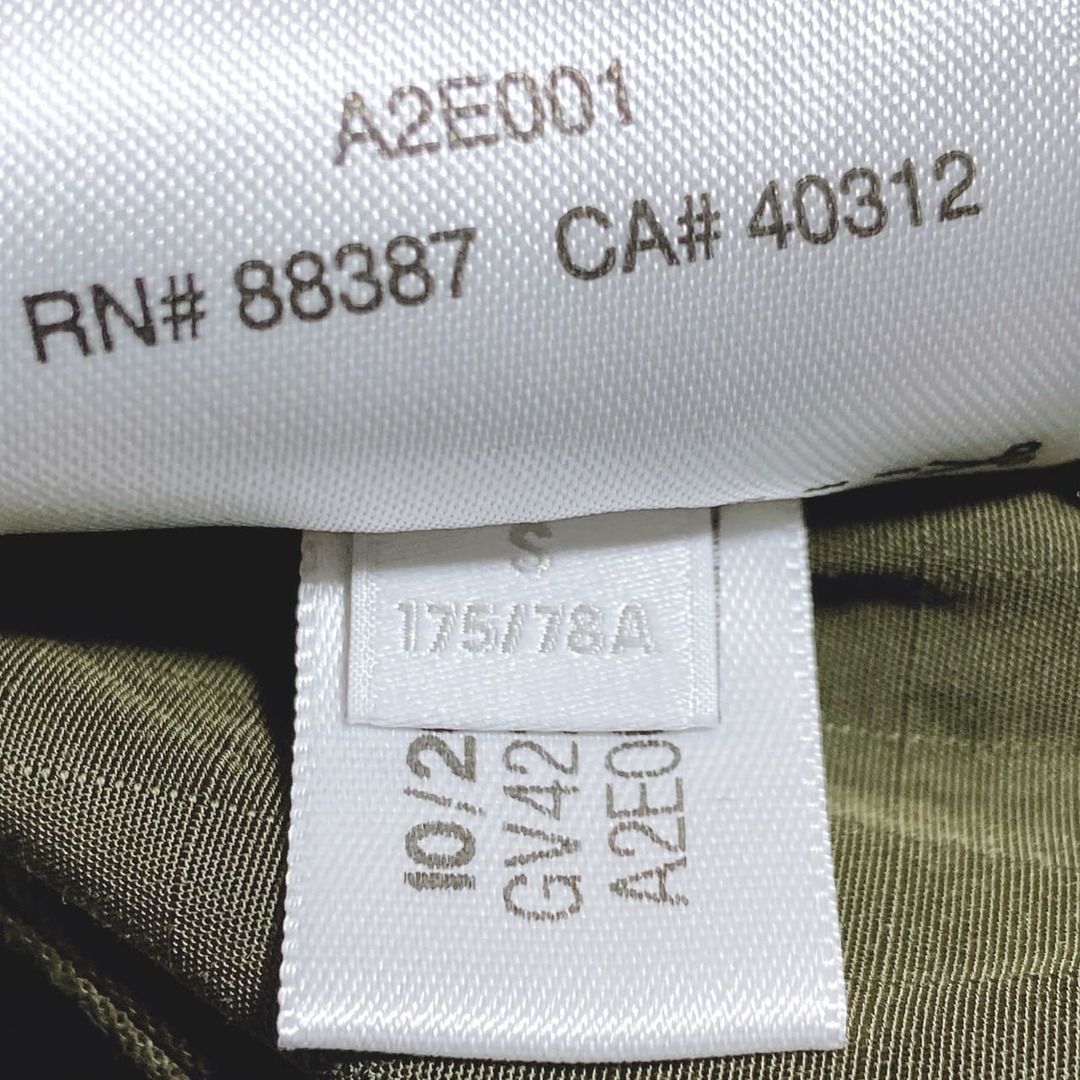 A2E001
RN# 88387 CA# 40312
S
175/78A
10/2
GV42
A2E0